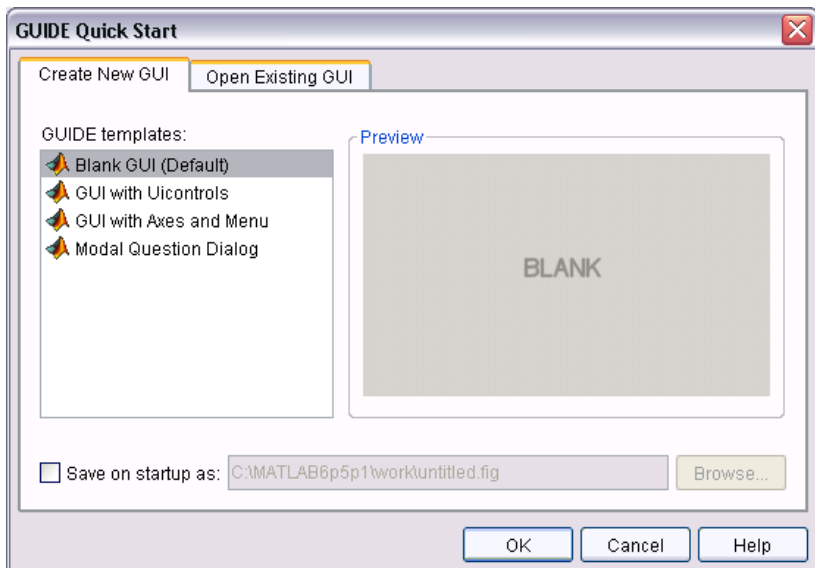 GUIDE Quick Start
Create New GUI
Open Existing GUI
GUIDE templates:
Blank GUI (Default)
GUI with Uicontrols
GUI with Axes and Menu
Modal Question Dialog
Preview
BLANK
Save on startup as:
C:\MATLAB6p5p1\work\untitled.fig
Browse...
OK
Cancel
Help